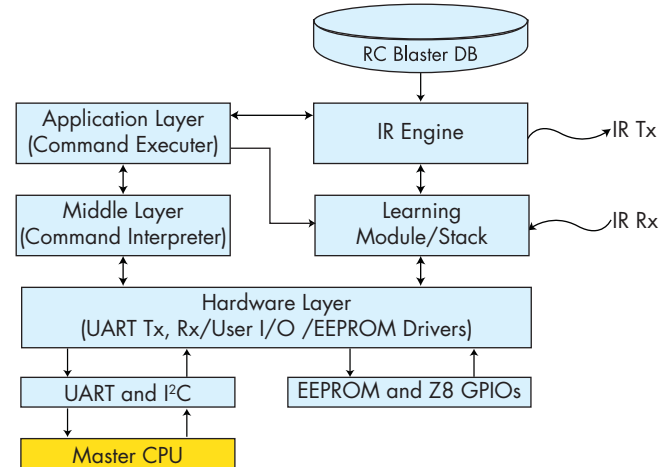 RC Blaster DB
Application Layer
(Command Executer)
IR Engine
IR Tx
Middle Layer
(Command Interpreter)
Learning
Module/Stack
IR Rx
Hardware Layer
(UART Tx, Rx/User I/O /EEPROM Drivers)
UART and I²C
EEPROM and Z8 GPIOs
Master CPU